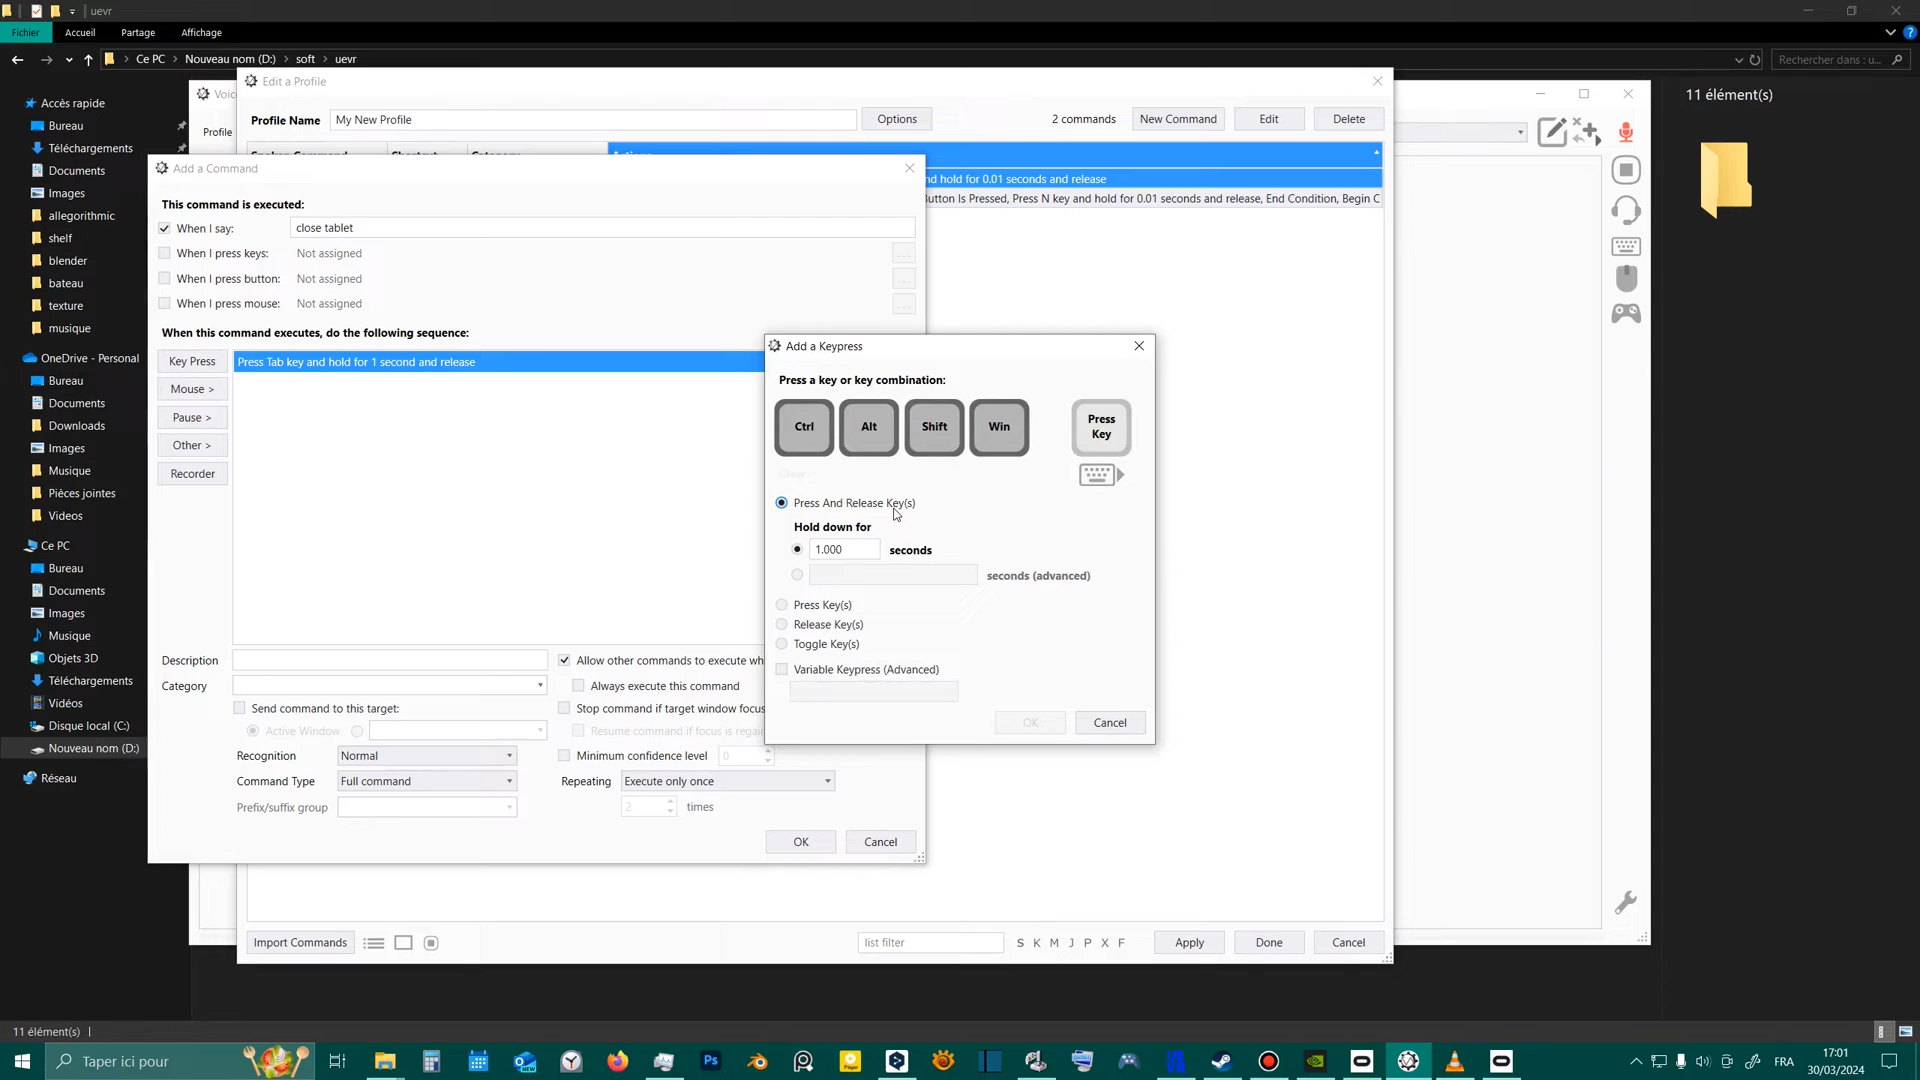 uevr
Fichier
Accueil
Partage
Affichage
Ce PC
Nouveau nom (D:)
soft
uevr
Rechercher dans : u...
Accès rapide
Bureau
Téléchargements
Documents
Images
allegorithmic
shelf
blender
bateau
texture
musique
OneDrive - Personal
Bureau
Documents
Downloads
Images
Musique
Pièces jointes
Videos
Ce PC
Bureau
Documents
Images
Musique
Objets 3D
Téléchargements
Vidéos
Disque local (C:)
Nouveau nom (D:)
Réseau
11 élément(s)
11 élément(s)
Profile
Edit a Profile
Profile Name
My New Profile
Options
2 commands
New Command
Edit
Delete
nd hold for 0.01 seconds and release
Button Is Pressed, Press N key and hold for 0.01 seconds and release, End Condition, Begin C
Import Commands
list filter
S K M J P X F
Apply
Done
Cancel
Add a Command
This command is executed:
When I say:
close tablet
When I press keys:
Not assigned
...
When I press button:
Not assigned
...
When I press mouse:
Not assigned
...
When this command executes, do the following sequence:
Key Press
Press Tab key and hold for 1 second and release
Mouse >
Pause >
Other >
Recorder
Description
Allow other commands to execute wh
Category
Always execute this command
Send command to this target:
Stop command if target window focus
Active Window
Resume command if focus is regai
Recognition
Normal
Minimum confidence level
0
Command Type
Full command
Repeating
Execute only once
Prefix/suffix group
2
times
OK
Cancel
Add a Keypress
Press a key or key combination:
Ctrl
Alt
Shift
Win
Press
Key
Press And Release Key(s)
Hold down for
1.000
seconds
seconds (advanced)
Press Key(s)
Release Key(s)
Toggle Key(s)
Variable Keypress (Advanced)
OK
Cancel
Taper ici pour
FRA
17:01
30/03/2024